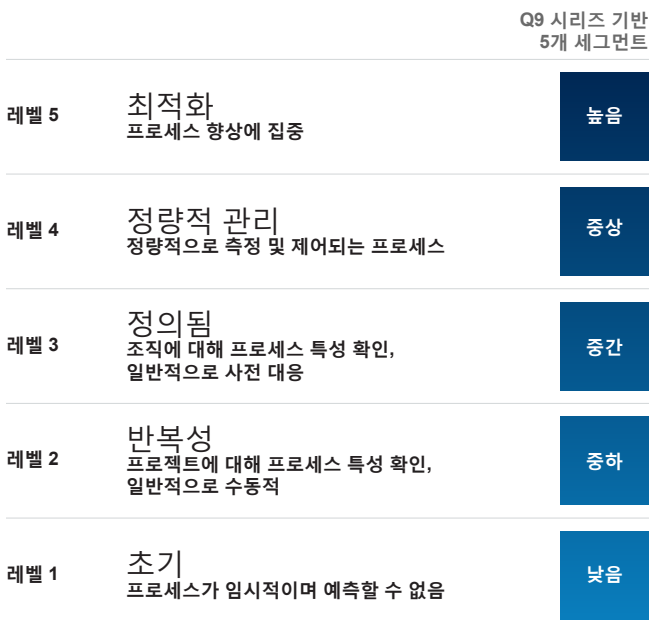 Q9 시리즈 기반
5개 세그먼트
레벨 5
최적화
프로세스 향상에 집중
높음
레벨 4
정량적 관리
정량적으로 측정 및 제어되는 프로세스
중상
레벨 3
정의됨
조직에 대해 프로세스 특성 확인,
일반적으로 사전 대응
중간
레벨 2
반복성
프로젝트에 대해 프로세스 특성 확인,
일반적으로 수동적
중하
레벨 1
초기
프로세스가 임시적이며 예측할 수 없음
낮음